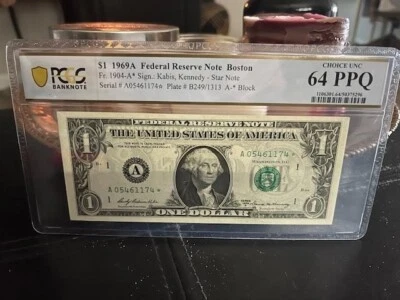 $1 1969A Federal Reserve Note Boston
Fr. 1904-A* Sign.: Kabis, Kennedy - Star Note
Serial # A05461174* Plate # B249/1313 A-* Block
PCGS
BANKNOTE
CHOICE UNC
64 PPQ
FEDERAL RESERVE NOTE
1
1
THE UNITED STATES OF AMERICA
A 05461174 *
A
A 05461174 *
1
1
ONE DOLLAR